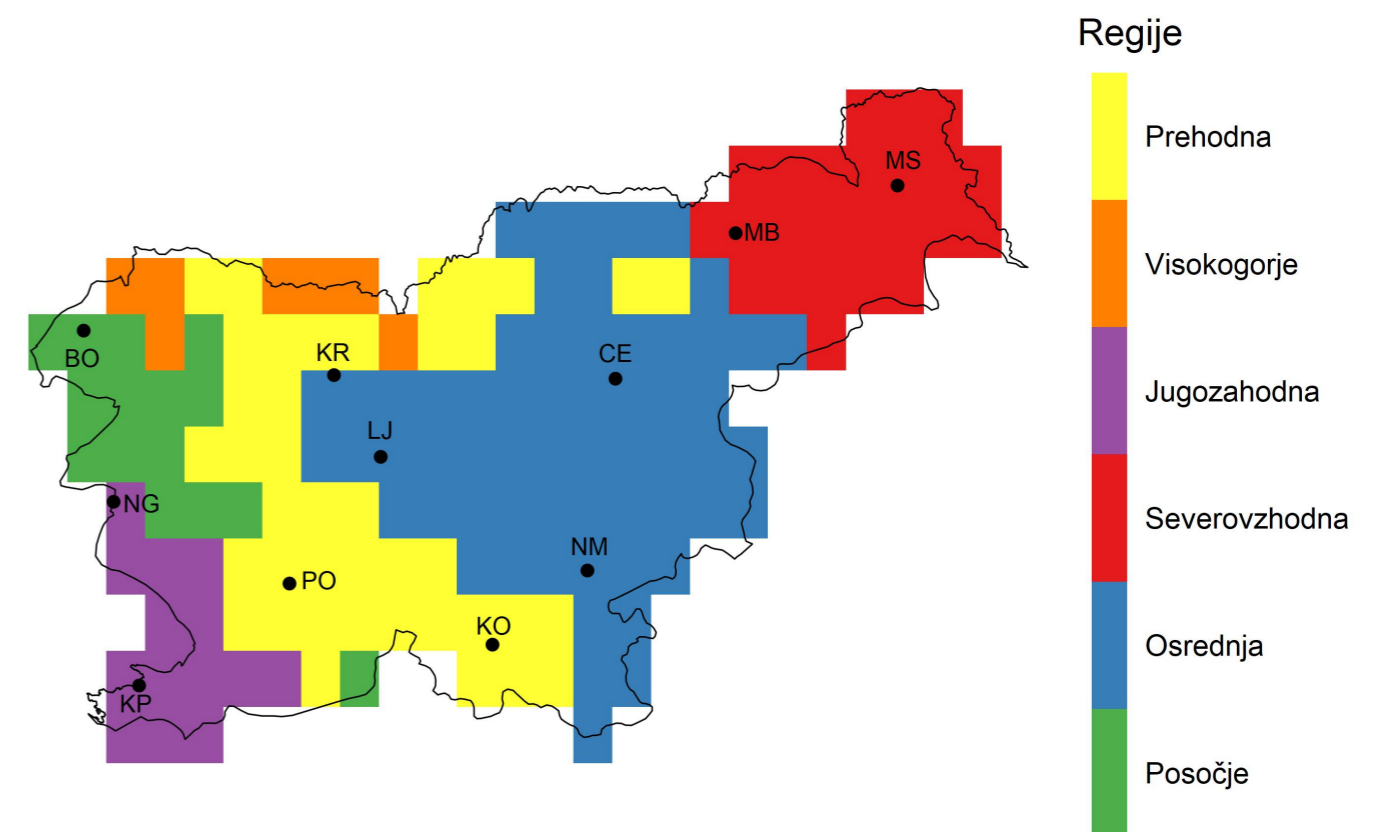 Regije
Prehodna
Visokogorje
Jugozahodna
Severovzhodna
Osrednja
Posočje
MS
MB
BO
KR
CE
LJ
NG
NM
PO
KO
KP